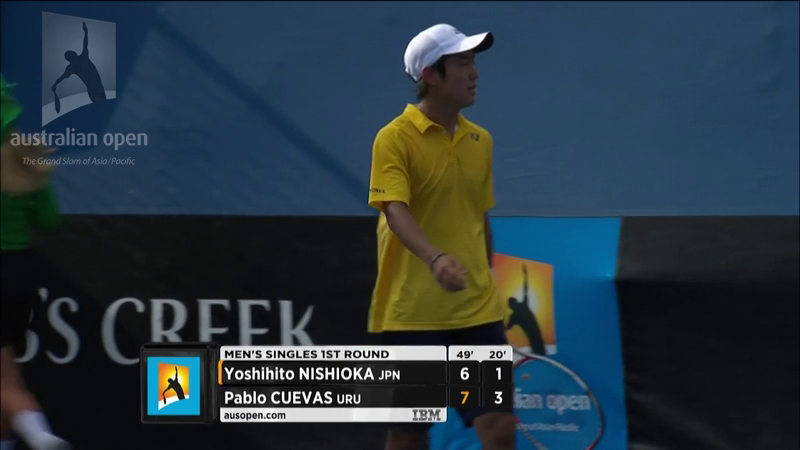 australian open
The Grand Slam of Asia/Pacific
'S CREEK
MEN'S SINGLES 1ST ROUND 49' 20'
Yoshihito NISHIOKA JPN 6 1
Pablo CUEVAS URU 7 3
ausopen.com IBM
australian open